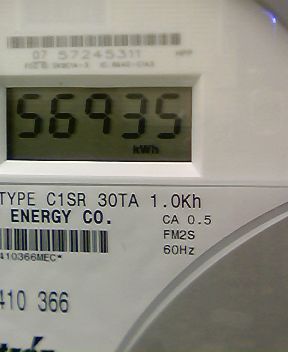 07 57245311
56935
kWh
TYPE C1SR 30TA 1.0Kh
ENERGY CO.
CA 0.5
FM2S
60Hz
410366MEC*
410 366